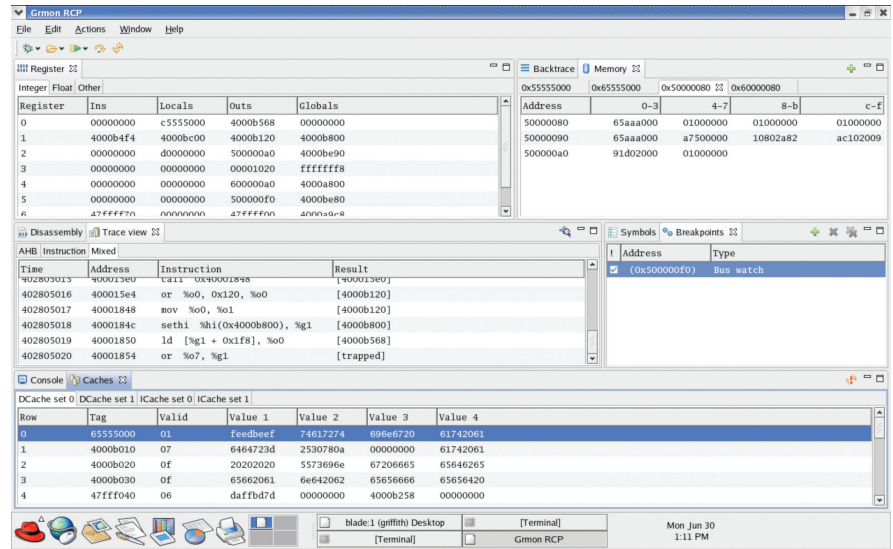 Grmon RCP
File Edit Actions Window Help
Register
Integer Float Other
Register Ins Locals Outs Globals
0 00000000 c5555000 4000b568 00000000
1 4000b4f4 4000bc00 4000b120 4000b800
2 00000000 d0000000 500000a0 4000be90
3 00000000 00000000 00001020 fffffff8
4 00000000 00000000 600000a0 4000a800
5 00000000 00000000 500000f0 4000be80
6 47ffff70 00000000 47ffff00 4000a9c8
Backtrace Memory
0x55555000 0x65555000 0x50000080 0x60000080
Address 0-3 4-7 8-b c-f
50000080 65aaa000 01000000 01000000 01000000
50000090 65aaa000 a7500000 10802a82 ac102009
500000a0 91d02000 01000000
Disassembly Trace view
AHB Instruction Mixed
Time Address Instruction Result
402805015 400015e0 call 0x40001848 [400015e0]
402805016 400015e4 or %o0, 0x120, %o0 [4000b120]
402805017 40001848 mov %o0, %o1 [4000b120]
402805018 4000184c sethi %hi(0x4000b800), %g1 [4000b800]
402805019 40001850 ld [%g1 + 0x1f8], %o0 [4000b568]
402805020 40001854 or %o7, %g1 [trapped]
Symbols Breakpoints
! Address Type
(0x500000f0) Bus watch
Console Caches
DCache set 0 DCache set 1 ICache set 0 ICache set 1
Row Tag Valid Value 1 Value 2 Value 3 Value 4
0 65555000 01 feedbeef 74617274 696e6720 61742061
1 4000b010 07 6464723d 2530780a 00000000 61742061
2 4000b020 0f 20202020 5573696e 67206665 65646265
3 4000b030 0f 65662061 6e642062 65656666 65656420
4 47fff040 06 daffbd7d 00000000 4000b258 00000000
blade:1 (griffith) Desktop [Terminal]
[Terminal] Grmon RCP
Mon Jun 30
1:11 PM